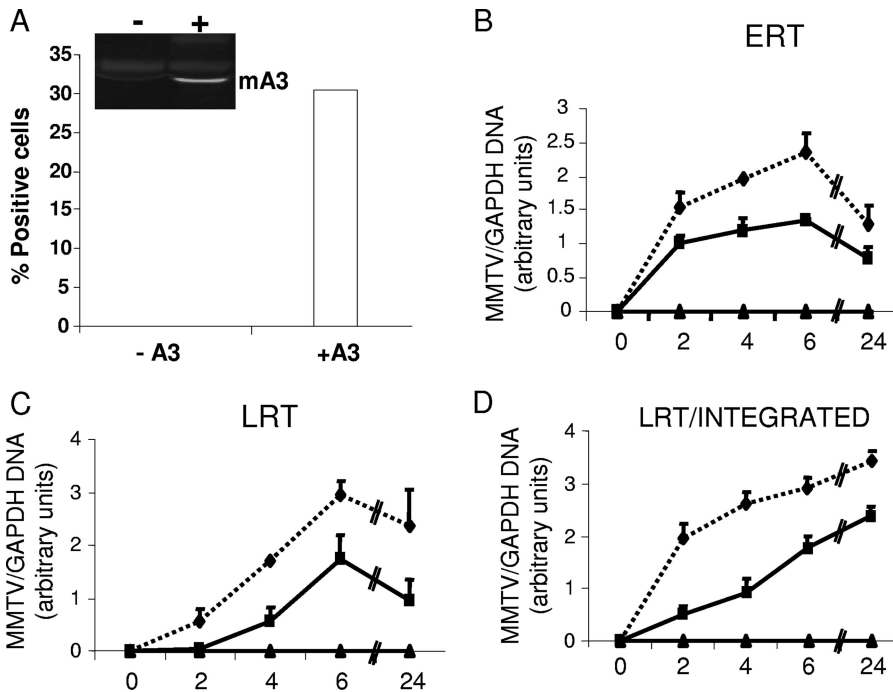 A
- +
mA3
% Positive cells
35
30
25
20
15
10
5
0
- A3 +A3
B
ERT
MMTV/GAPDH DNA
(arbitrary units)
3
2.5
2
1.5
1
0.5
0
0 2 4 6 24
C
LRT
MMTV/GAPDH DNA
(arbitrary units)
4
3
2
1
0
0 2 4 6 24
D
LRT/INTEGRATED
MMTV/GAPDH DNA
(arbitrary units)
4
3
2
1
0
0 2 4 6 24